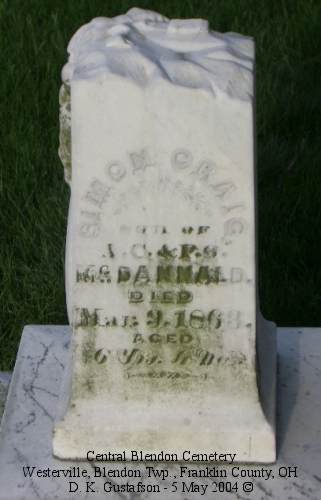 SIMON CRAIG,
SON OF
A. C. & P. S.
McDANNALD.
DIED
Mar. 9. 1863.
AGED
Central Blendon Cemetery
Westerville, Blendon Twp., Franklin County, OH
D. K. Gustafson - 5 May 2004 ©